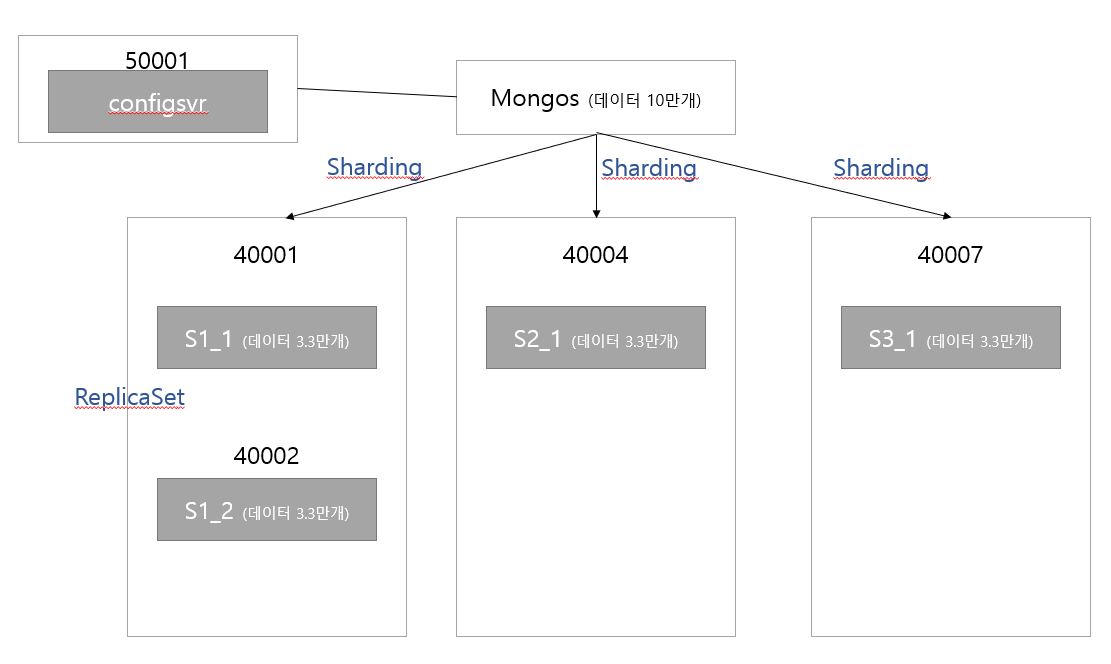 50001
configsvr
Mongos (데이터 10만개)
Sharding
Sharding
Sharding
40001
40004
40007
S1_1 (데이터 3.3만개)
S2_1 (데이터 3.3만개)
S3_1 (데이터 3.3만개)
ReplicaSet
40002
S1_2 (데이터 3.3만개)